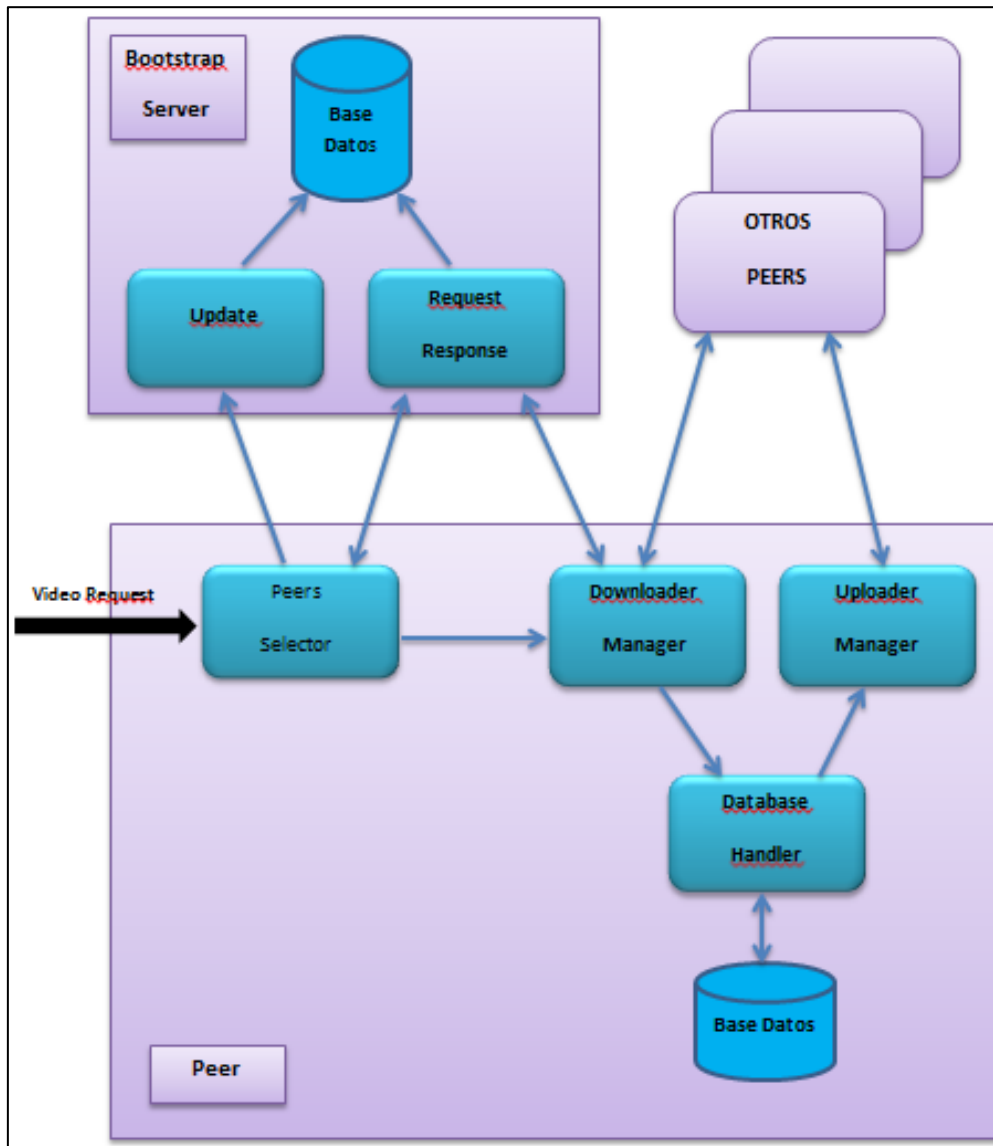 Bootstrap
Server
Base
Datos
Update
Request
Response
OTROS
PEERS
Video Request
Peers
Selector
Downloader
Manager
Uploader
Manager
Database
Handler
Base Datos
Peer